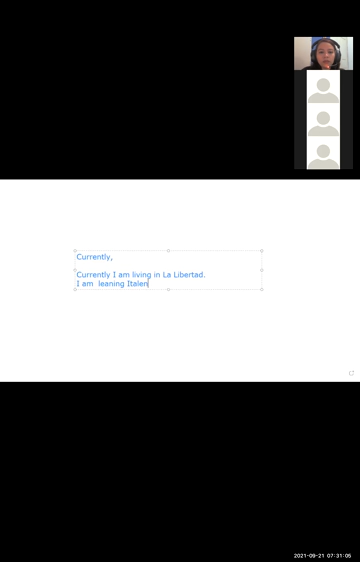 Currently,
Currently I am living in La Libertad.
I am  leaning Italen
2021-09-21 07:31:05